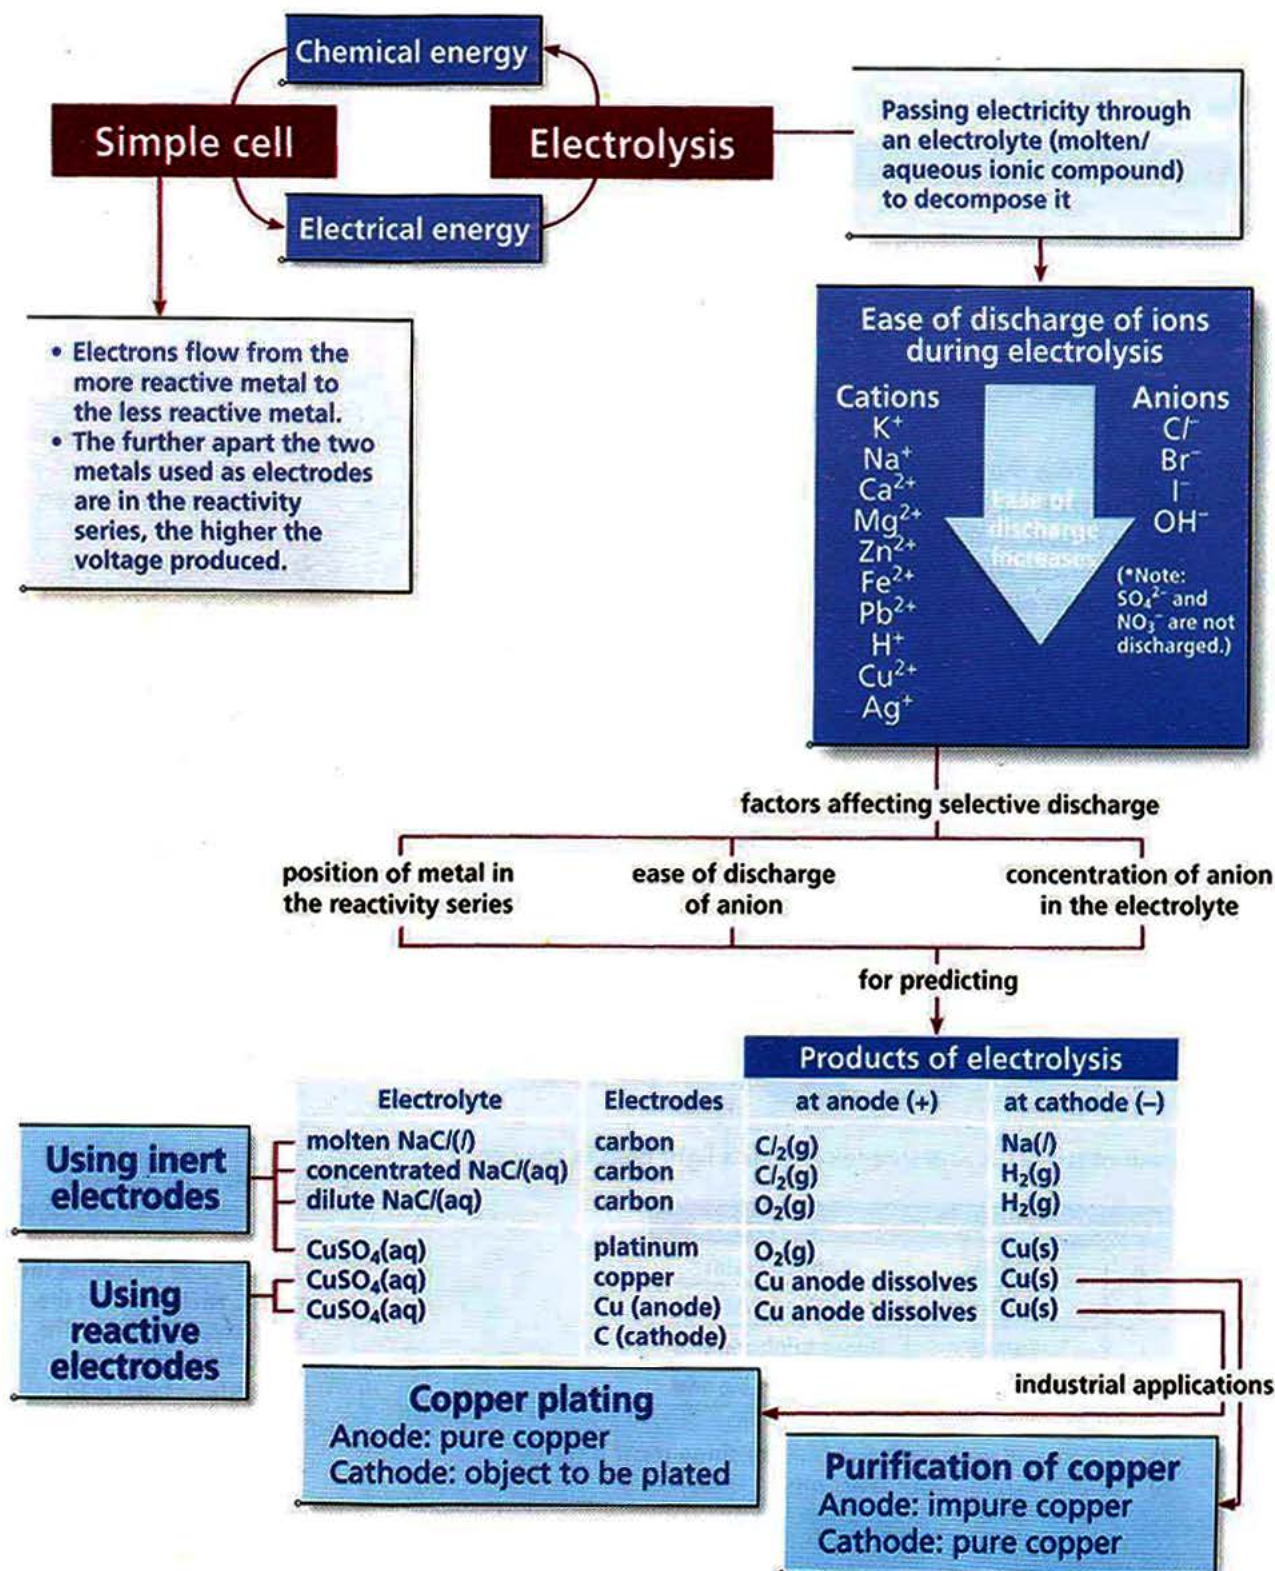 Chemical energy
Simple cell
Electrolysis
Electrical energy
Passing electricity through
an electrolyte (molten/
aqueous ionic compound)
to decompose it
• Electrons flow from the
more reactive metal to
the less reactive metal.
• The further apart the two
metals used as electrodes
are in the reactivity
series, the higher the
voltage produced.
Ease of discharge of ions
during electrolysis
Cations
K⁺
Na⁺
Ca²⁺
Mg²⁺
Zn²⁺
Fe²⁺
Pb²⁺
H⁺
Cu²⁺
Ag⁺
Ease of
discharge
increases
Anions
Cl⁻
Br⁻
I⁻
OH⁻
(*Note:
SO₄²⁻ and
NO₃⁻ are not
discharged.)
factors affecting selective discharge
position of metal in
the reactivity series
ease of discharge
of anion
concentration of anion
in the electrolyte
for predicting
Products of electrolysis
Electrolyte Electrodes at anode (+) at cathode (–)
Using inert
electrodes
molten NaCl(l) carbon Cl₂(g) Na(l)
concentrated NaCl(aq) carbon Cl₂(g) H₂(g)
dilute NaCl(aq) carbon O₂(g) H₂(g)
CuSO₄(aq) platinum O₂(g) Cu(s)
Using
reactive
electrodes
CuSO₄(aq) copper Cu anode dissolves Cu(s)
CuSO₄(aq) Cu (anode) Cu anode dissolves Cu(s)
C (cathode)
industrial applications
Copper plating
Anode: pure copper
Cathode: object to be plated
Purification of copper
Anode: impure copper
Cathode: pure copper